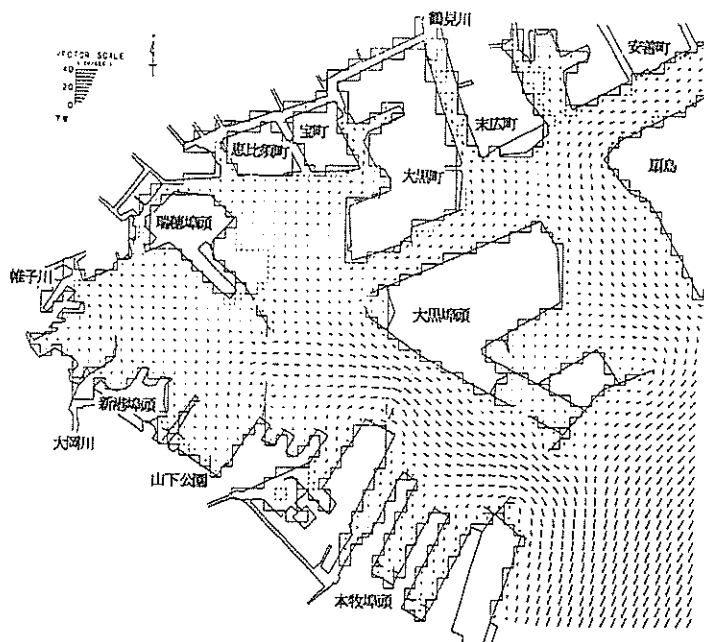 鶴見川
安善町
VECTOR SCALE
40
20
0
宝町
末広町
恵比須町
扇島
大黒町
瑞穂埠頭
帷子川
大黒埠頭
新港埠頭
大岡川
山下公園
本牧埠頭